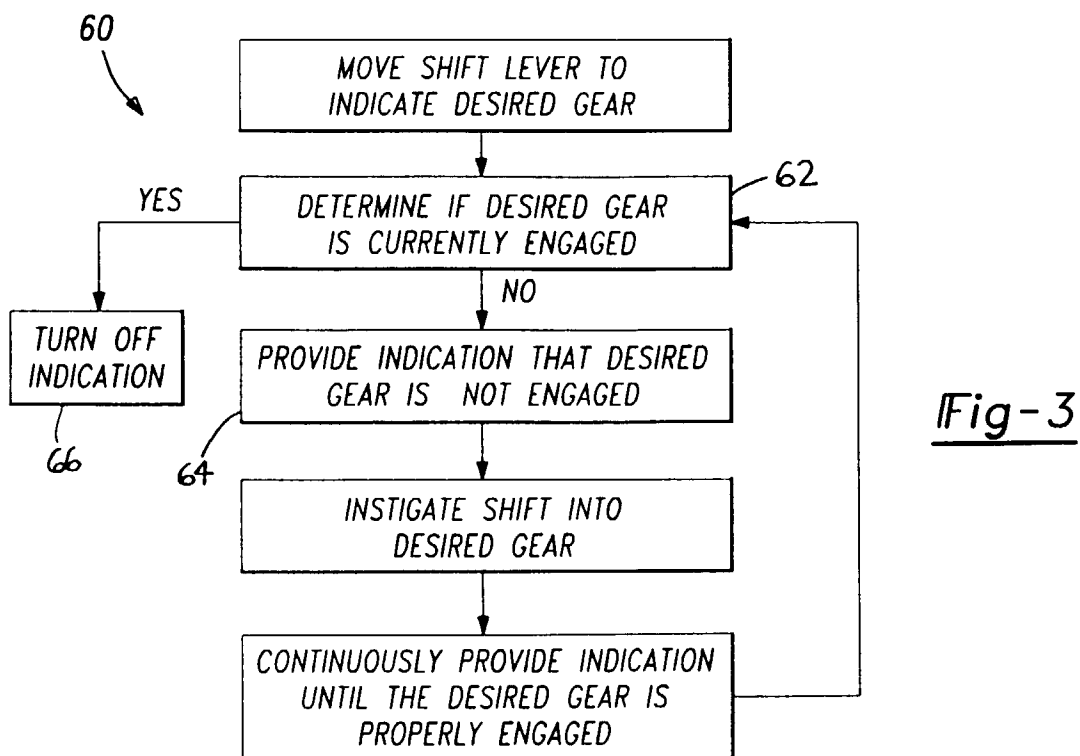 60
MOVE SHIFT LEVER TO
INDICATE DESIRED GEAR
62
YES
DETERMINE IF DESIRED GEAR
IS CURRENTLY ENGAGED
NO
TURN OFF
INDICATION
66
PROVIDE INDICATION THAT DESIRED
GEAR IS NOT ENGAGED
64
Fig-3
INSTIGATE SHIFT INTO
DESIRED GEAR
CONTINUOUSLY PROVIDE INDICATION
UNTIL THE DESIRED GEAR IS
PROPERLY ENGAGED